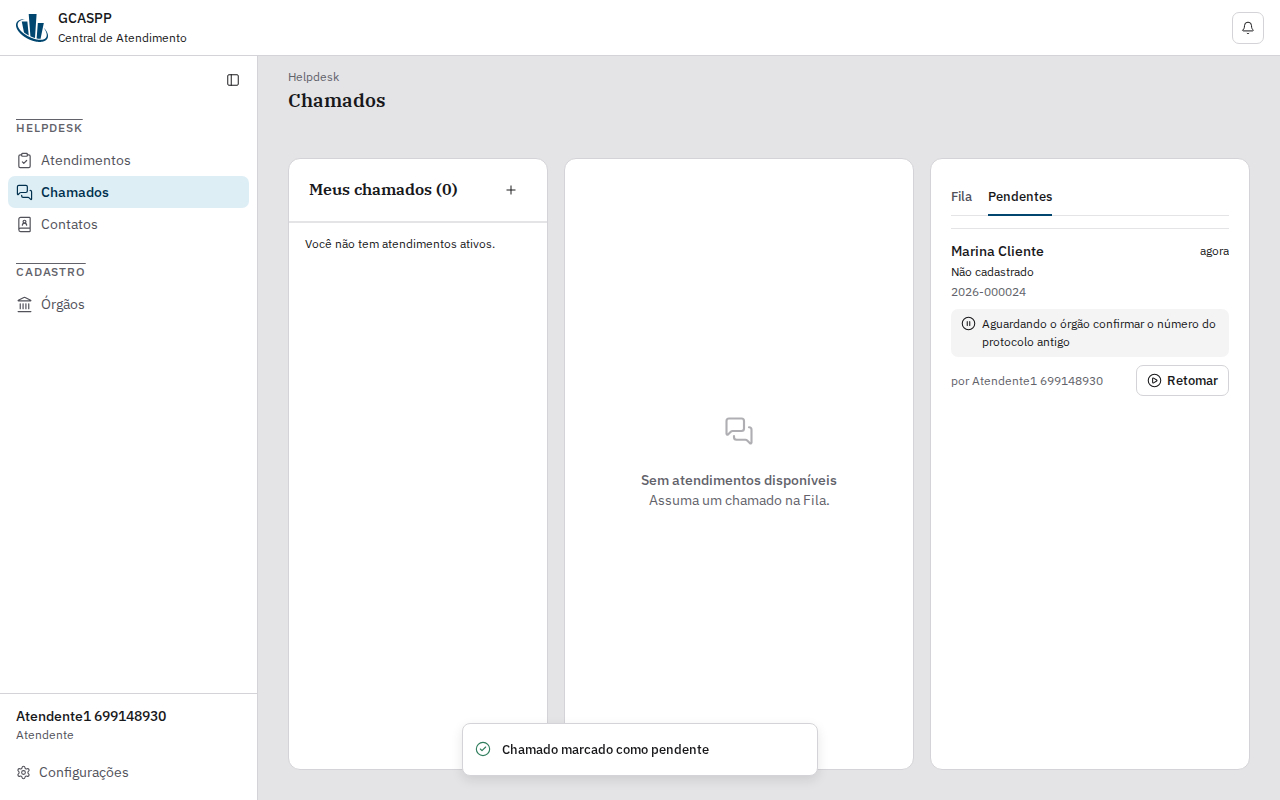 GCASPP
Central de Atendimento
HELPDESK
Atendimentos
Chamados
Contatos
CADASTRO
Órgãos
Atendente1 699148930
Atendente
Configurações
Helpdesk
Chamados
Meus chamados (0)
Você não tem atendimentos ativos.
Sem atendimentos disponíveis
Assuma um chamado na Fila.
Fila Pendentes
Marina Cliente agora
Não cadastrado
2026-000024
Aguardando o órgão confirmar o número do
protocolo antigo
por Atendente1 699148930 Retomar
Chamado marcado como pendente